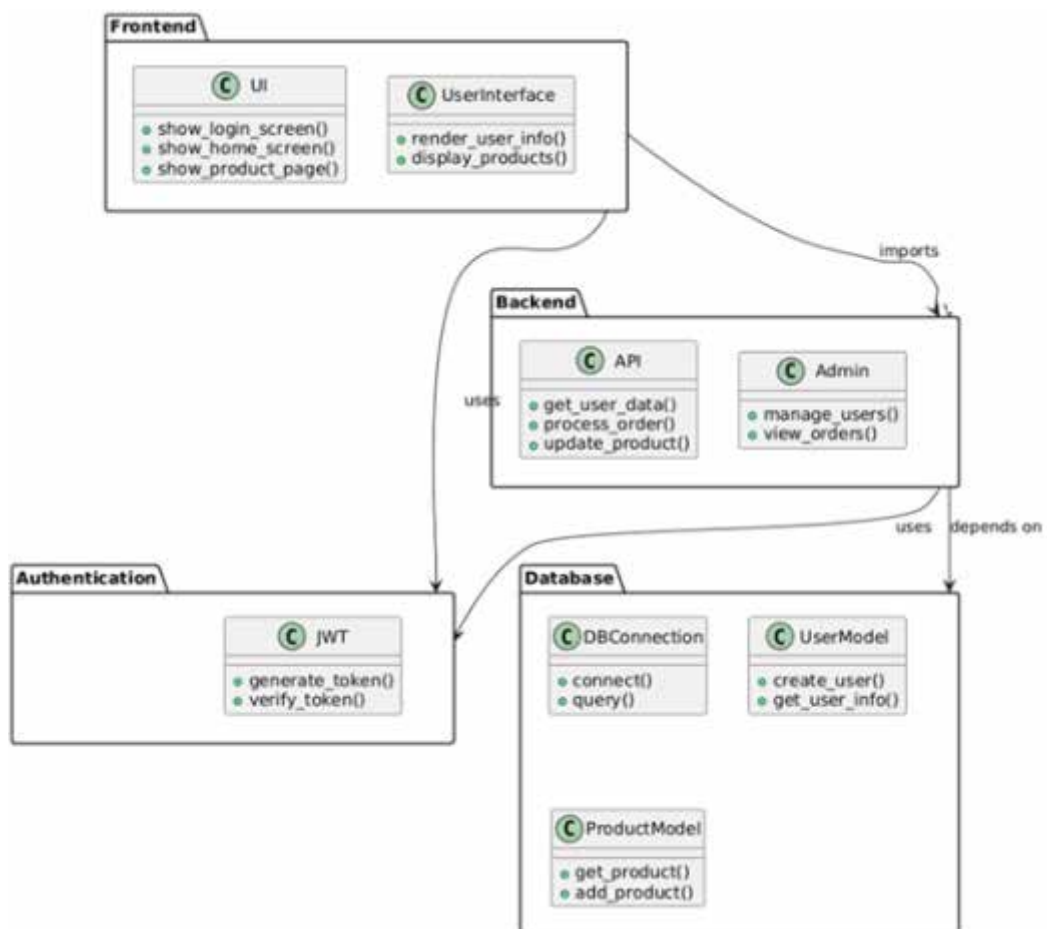 Frontend
C UI
show_login_screen()
show_home_screen()
show_product_page()
C UserInterface
render_user_info()
display_products()
imports
uses
Backend
C API
get_user_data()
process_order()
update_product()
C Admin
manage_users()
view_orders()
uses
depends on
Authentication
C JWT
generate_token()
verify_token()
Database
C DBConnection
connect()
query()
C UserModel
create_user()
get_user_info()
C ProductModel
get_product()
add_product()